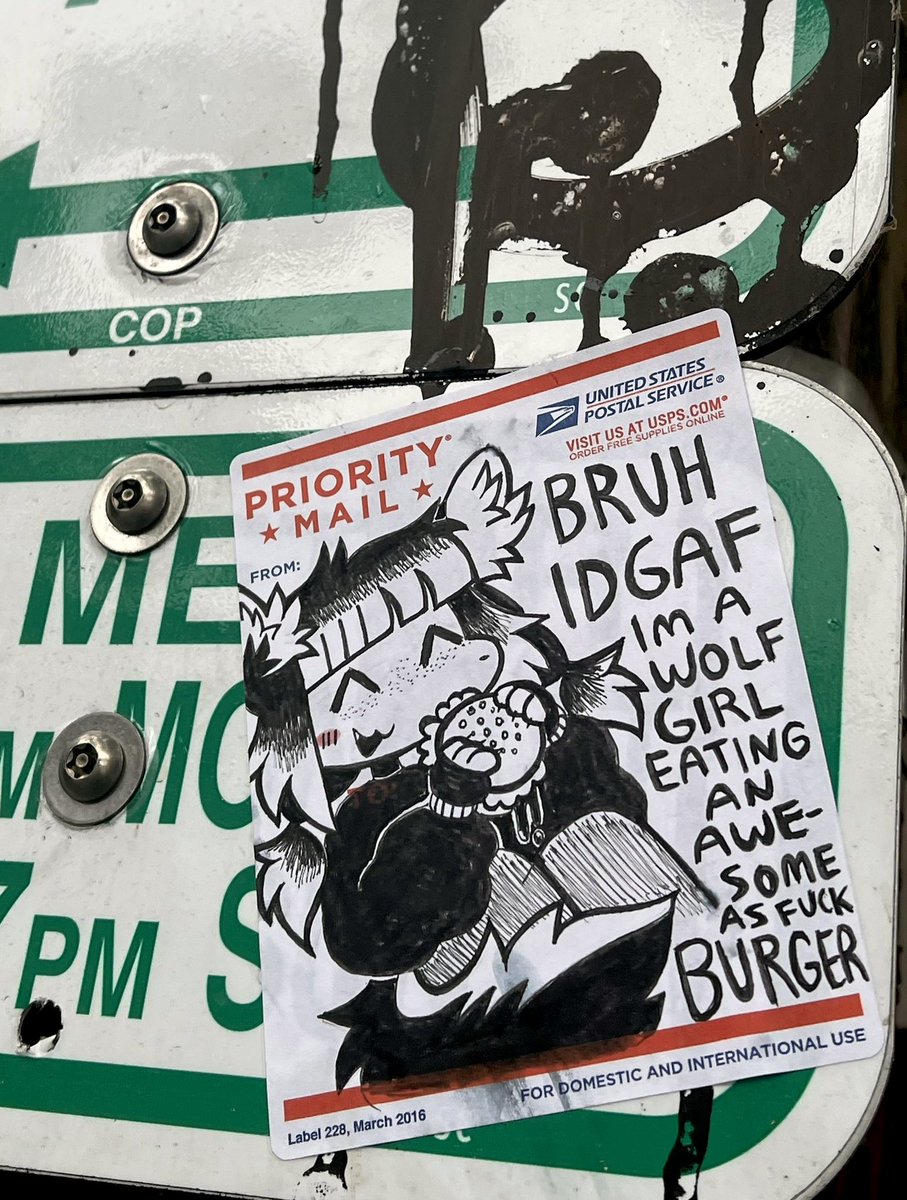 COP
UNITED STATES
POSTAL SERVICE®
VISIT US AT USPS.COM®
ORDER FREE SUPPLIES ONLINE
PRIORITY®
★ MAIL ★
FROM:
BRUH
IDGAF
Im A
WOLF
GIRL
EATING
AN
AWE-
SOME
AS FUCK
BURGER
TO:
ME
M MO
7 PM S
FOR DOMESTIC AND INTERNATIONAL USE
Label 228, March 2016